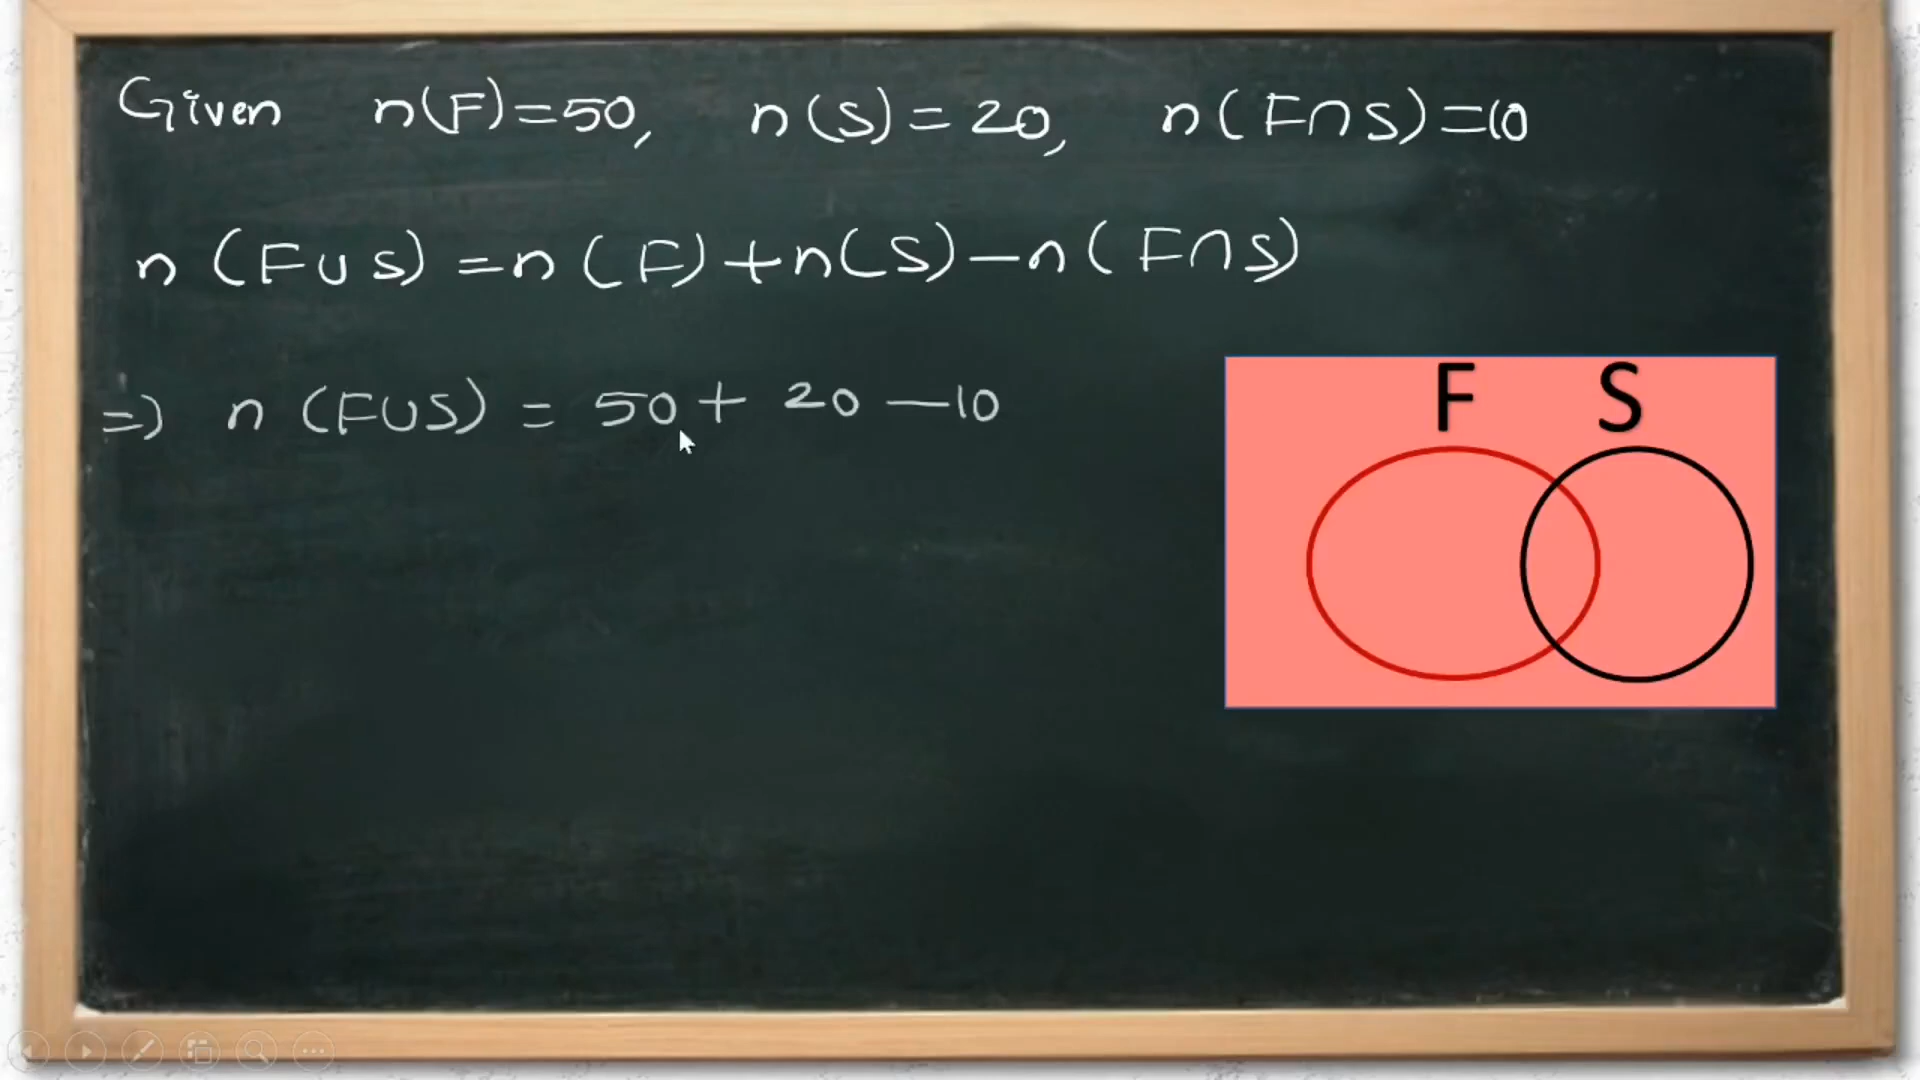 Given n(F)=50, n(S)=20, n(F∩S)=10
n(F∪S)=n(F)+n(S)-n(F∩S)
=> n(F∪S) = 50+ 20 -10
F S